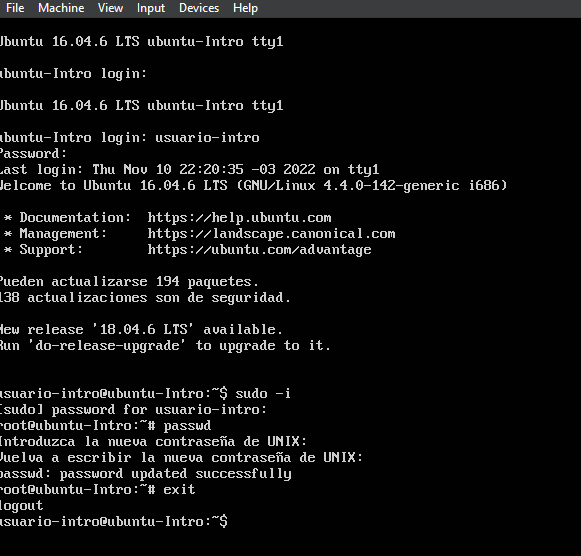 File Machine View Input Devices Help
Ubuntu 16.04.6 LTS ubuntu-Intro tty1
ubuntu-Intro login:
Ubuntu 16.04.6 LTS ubuntu-Intro tty1
ubuntu-Intro login: usuario-intro
Password:
Last login: Thu Nov 10 22:20:35 -03 2022 on tty1
Welcome to Ubuntu 16.04.6 LTS (GNU/Linux 4.4.0-142-generic i686)
* Documentation: https://help.ubuntu.com
* Management: https://landscape.canonical.com
* Support: https://ubuntu.com/advantage
Pueden actualizarse 194 paquetes.
138 actualizaciones son de seguridad.
New release '18.04.6 LTS' available.
Run 'do-release-upgrade' to upgrade to it.
usuario-intro@ubuntu-Intro:~$ sudo -i
[sudo] password for usuario-intro:
root@ubuntu-Intro:~# passwd
Introduzca la nueva contraseña de UNIX:
Vuelva a escribir la nueva contraseña de UNIX:
passwd: password updated successfully
root@ubuntu-Intro:~# exit
logout
usuario-intro@ubuntu-Intro:~$